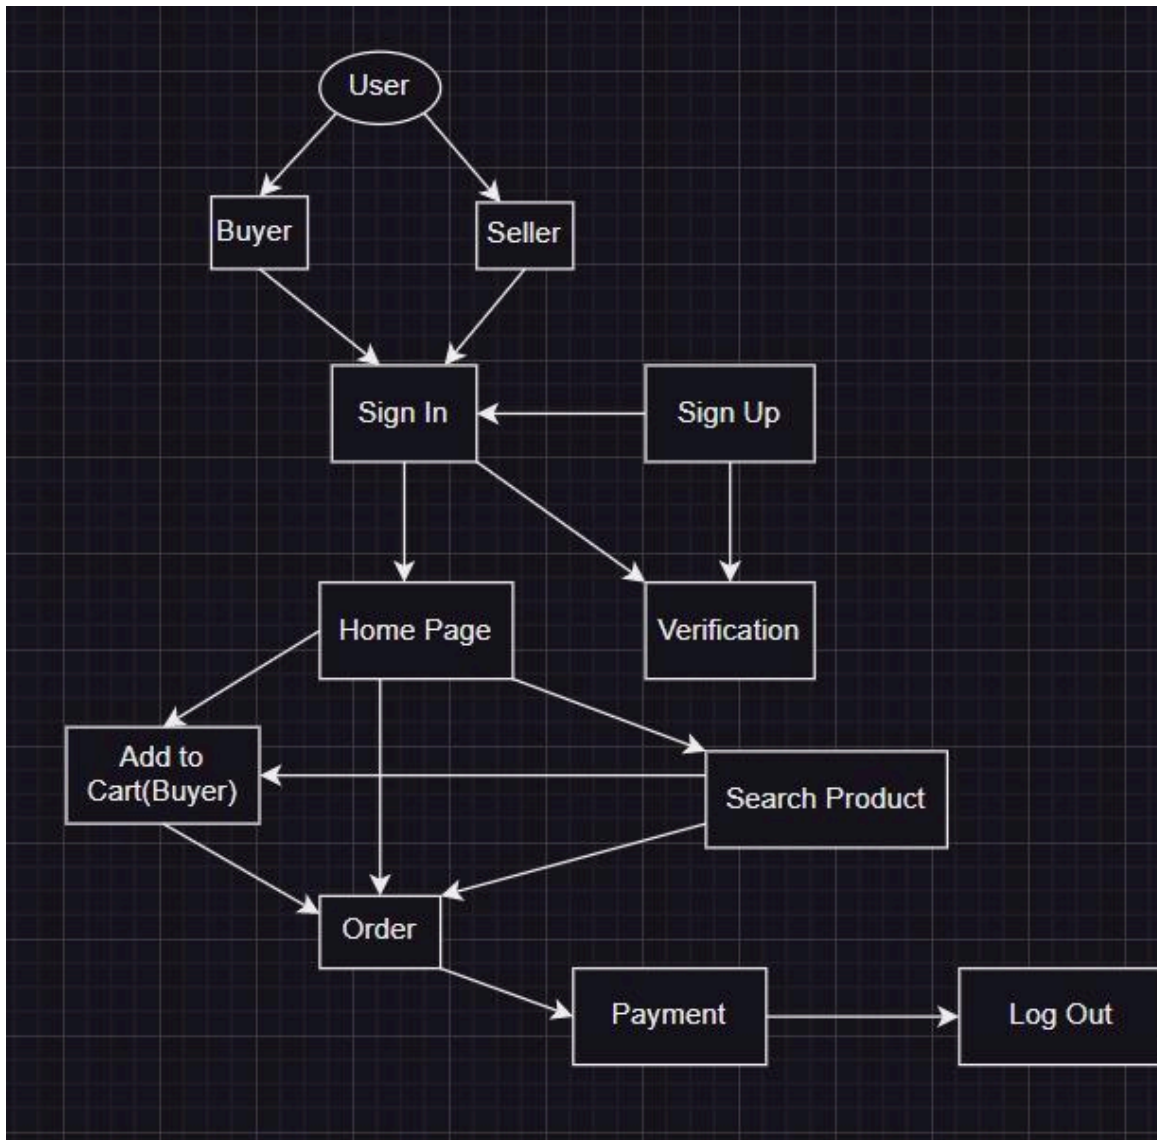 User
Buyer
Seller
Sign In
Sign Up
Home Page
Verification
Add to
Cart(Buyer)
Search Product
Order
Payment
Log Out